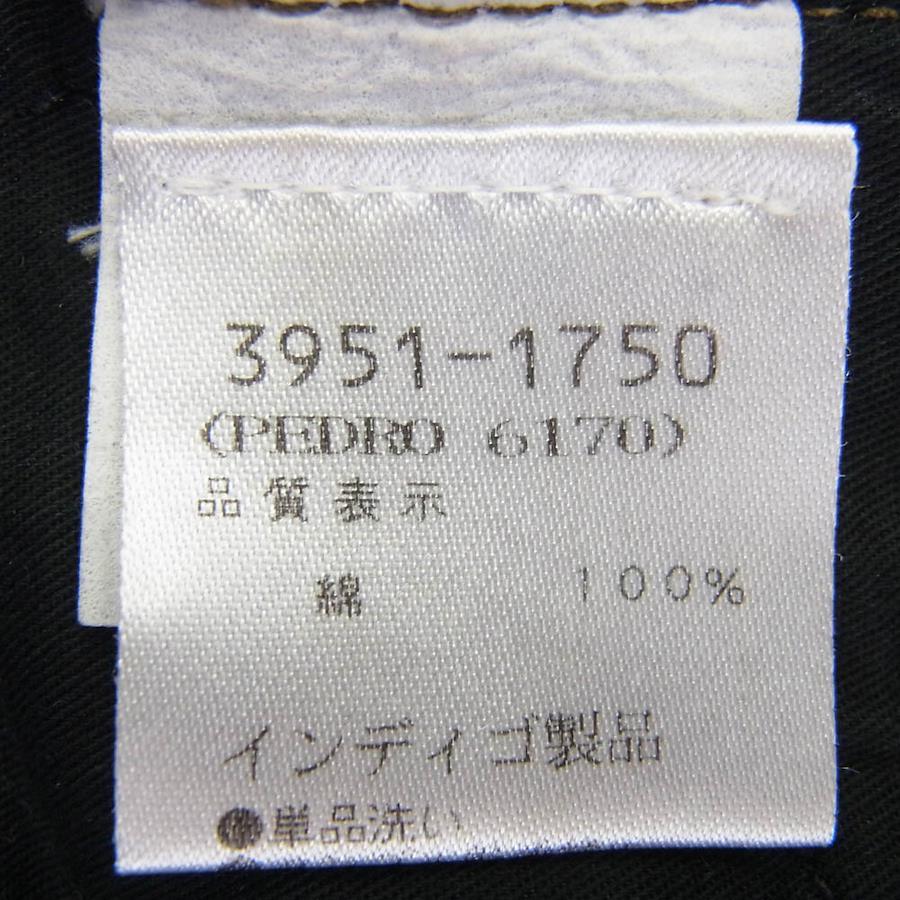 3951-1750
(PEDRO 6170)
品質表示
綿 100%
インディゴ製品
●単品洗い